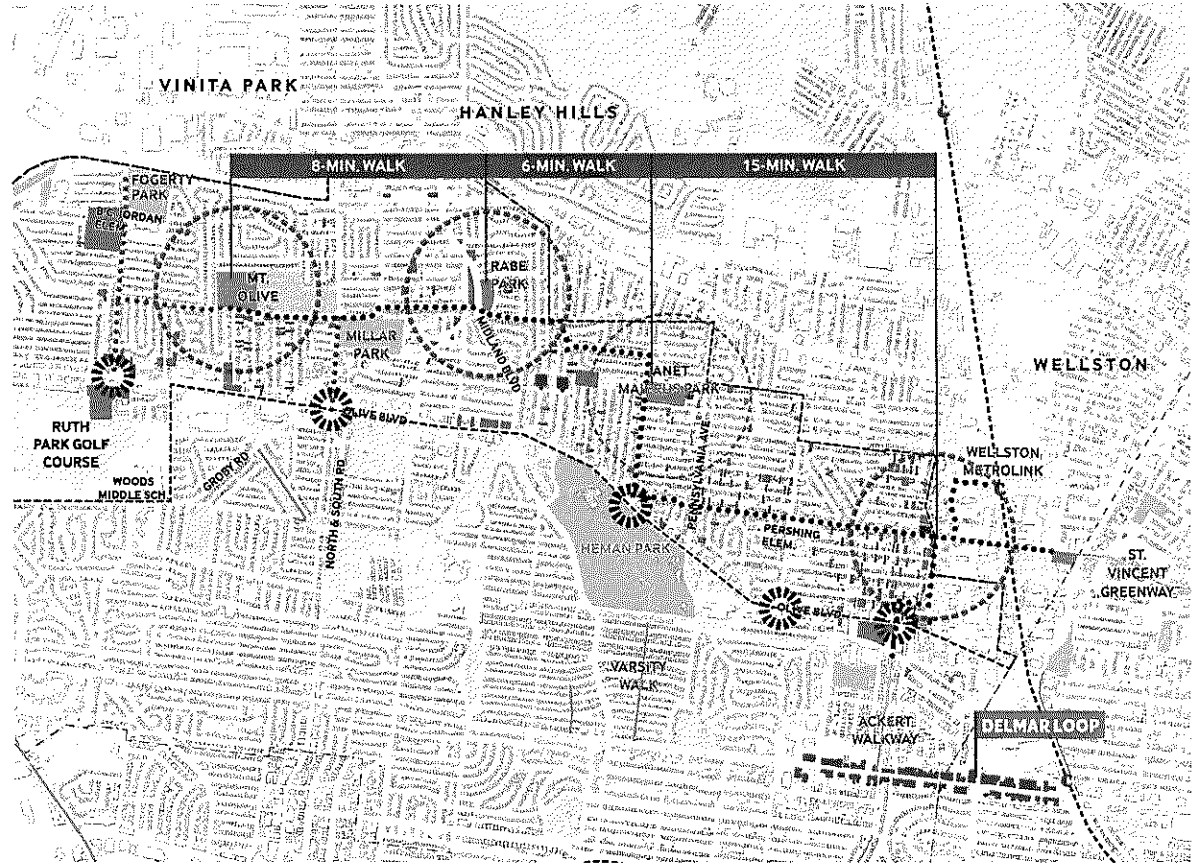 VINITA PARK
HANLEY HILLS
8-MIN. WALK
6-MIN. WALK
15-MIN. WALK
FOGERTY
PARK
ORDAN
ELEM
MT.
OLIVE
RABE
PARK
MILLAR
PARK
MIDLAND BLVD
WELLSTON
PARK
RUTH
PARK GOLF
COURSE
OLIVE BLVD
WOODS
MIDDLE SCH.
GROBY RD
NORTH & SOUTH RD
PENNSYLVANIA AVE
WELLSTON
METROLINK
HEMAN PARK
PERSHING
ELEM.
ST.
VINCENT
GREENWAY
BLVD
VARSITY
WALK
ACKERT
WALKWAY
DELMAR LOOP